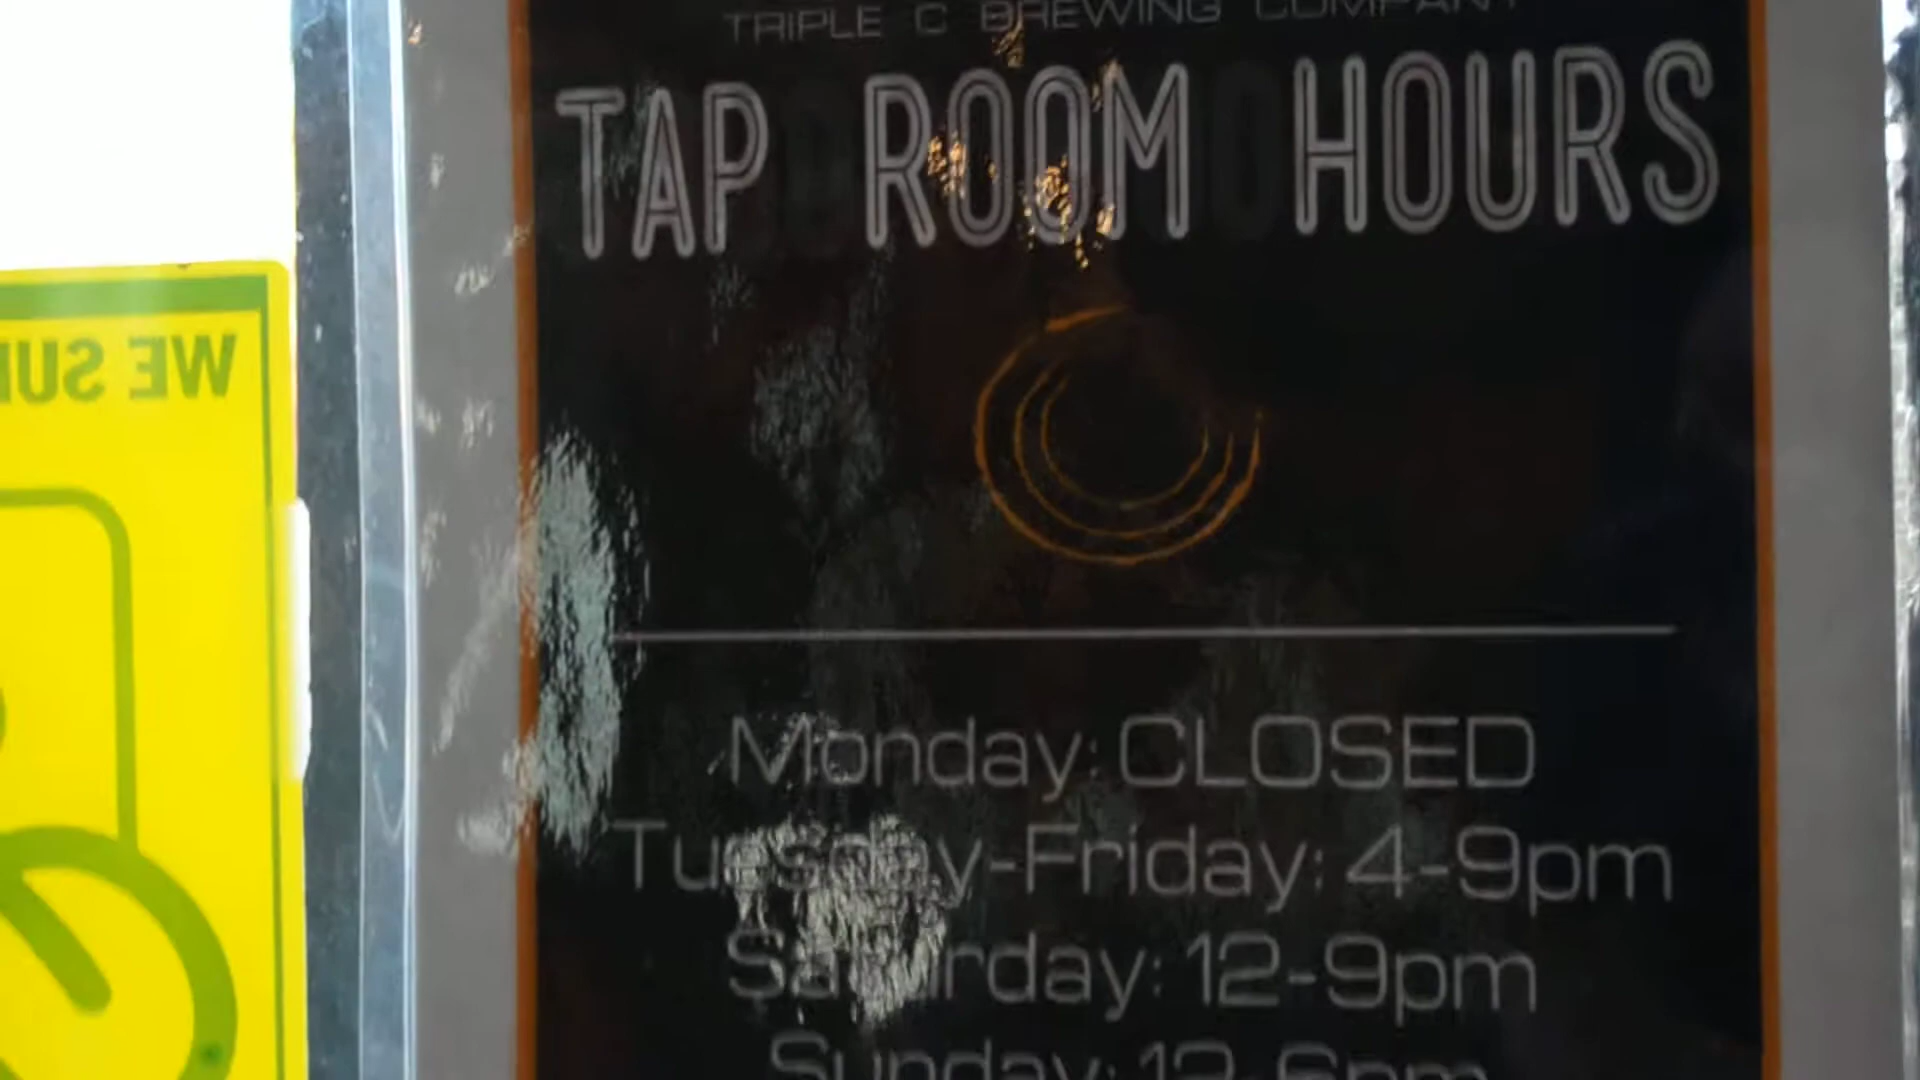 TRIPLE C BREWING COMPANY
TAP ROOM HOURS
WE SU
Monday: CLOSED
Tuesday-Friday: 4-9pm
Saturday: 12-9pm
Sunday: 12-6pm